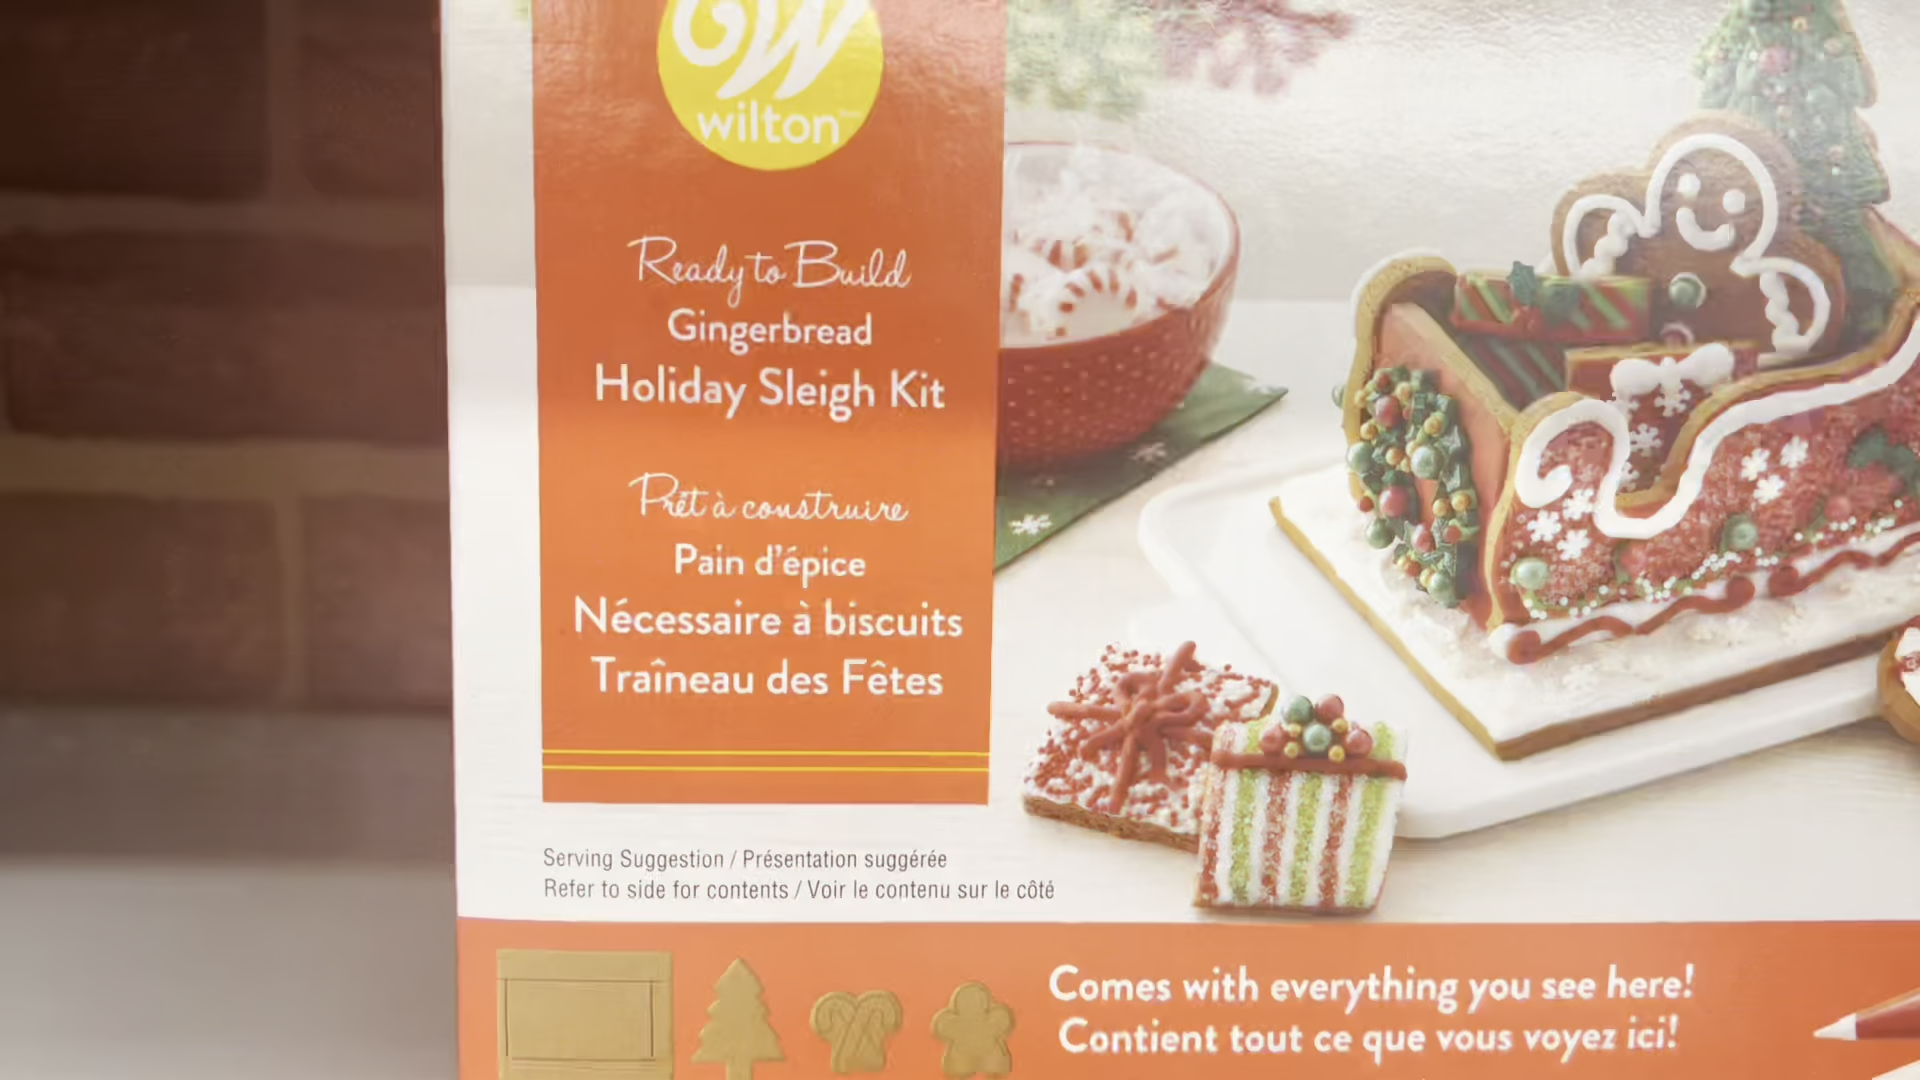 wilton
Ready to Build
Gingerbread
Holiday Sleigh Kit
Prêt à construire
Pain d'épice
Nécessaire à biscuits
Traîneau des Fêtes
Serving Suggestion / Présentation suggérée
Refer to side for contents / Voir le contenu sur le côté
Comes with everything you see here!
Contient tout ce que vous voyez ici!